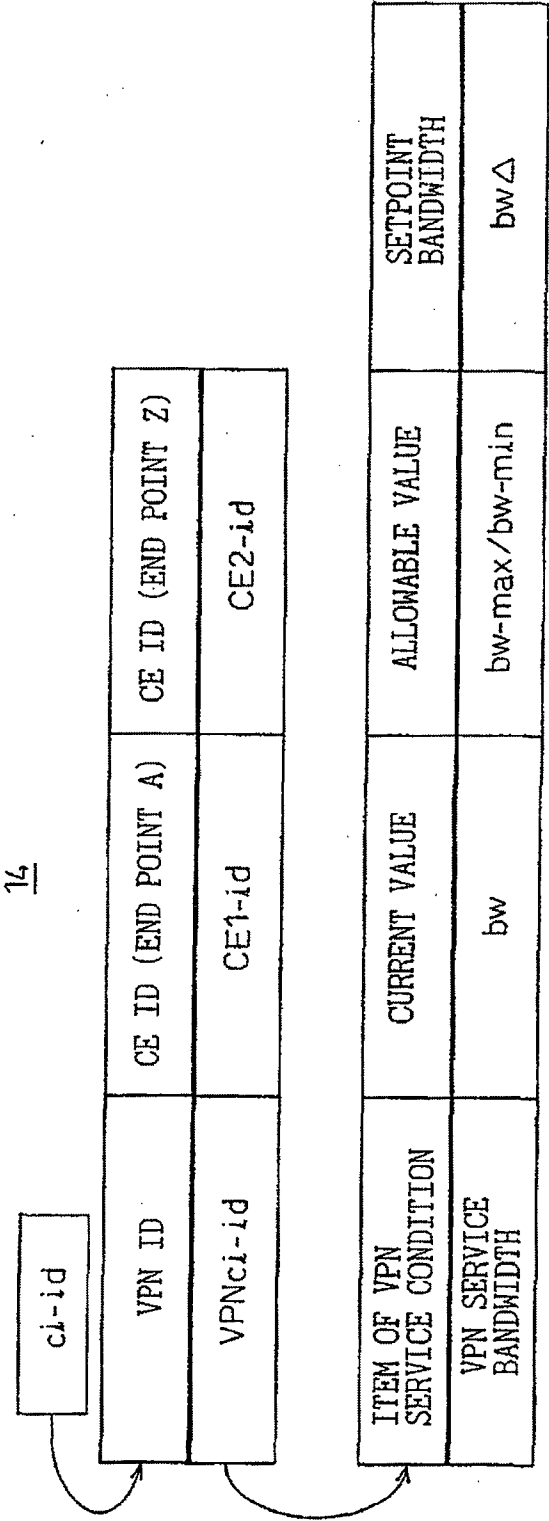 14
ci-id
VPN ID
CE ID (END POINT A)
CE ID (END POINT Z)
VPNci-id
CE1-id
CE2-id
ITEM OF VPN
SERVICE CONDITION
CURRENT VALUE
ALLOWABLE VALUE
SETPOINT
BANDWIDTH
VPN SERVICE
BANDWIDTH
bw
bw-max/bw-min
bw△